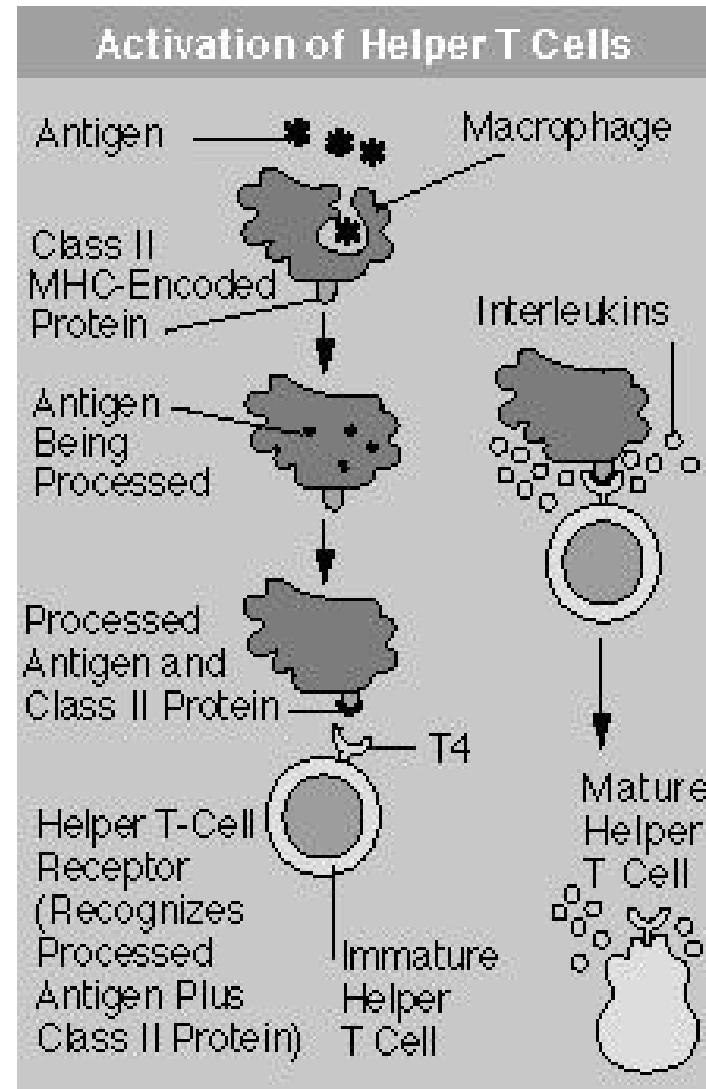 Activation of Helper T Cells
Antigen
Macrophage
Class II
MHC-Encoded
Protein
Interleukins
Antigen
Being
Processed
Processed
Antigen and
Class II Protein
T4
Mature
Helper
T Cell
Helper T-Cell
Receptor
(Recognizes
Processed
Antigen Plus
Class II Protein)
Immature
Helper
T Cell